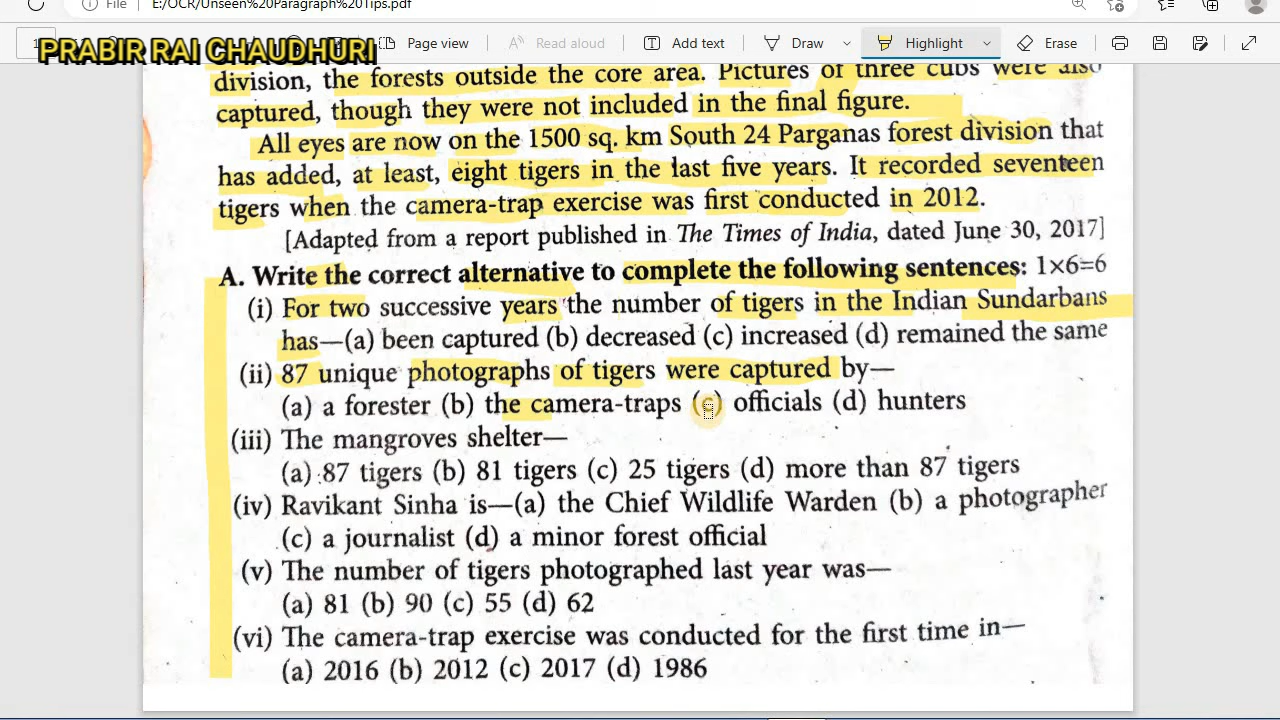 File | E:/OCR/Unseen%20Paragraph%20Tips.pdf
PRABIR RAI CHAUDHURI
Page view | Read aloud | Add text | Draw | Highlight | Erase
division, the forests outside the core area. Pictures of three cubs were also
captured, though they were not included in the final figure.
All eyes are now on the 1500 sq. km South 24 Parganas forest division that
has added, at least, eight tigers in the last five years. It recorded seventeen
tigers when the camera-trap exercise was first conducted in 2012.
[Adapted from a report published in The Times of India, dated June 30, 2017]
A. Write the correct alternative to complete the following sentences: 1×6=6
(i) For two successive years the number of tigers in the Indian Sundarbans
has—(a) been captured (b) decreased (c) increased (d) remained the same
(ii) 87 unique photographs of tigers were captured by—
(a) a forester (b) the camera-traps (c) officials (d) hunters
(iii) The mangroves shelter—
(a) 87 tigers (b) 81 tigers (c) 25 tigers (d) more than 87 tigers
(iv) Ravikant Sinha is—(a) the Chief Wildlife Warden (b) a photographer
(c) a journalist (d) a minor forest official
(v) The number of tigers photographed last year was—
(a) 81 (b) 90 (c) 55 (d) 62
(vi) The camera-trap exercise was conducted for the first time in—
(a) 2016 (b) 2012 (c) 2017 (d) 1986